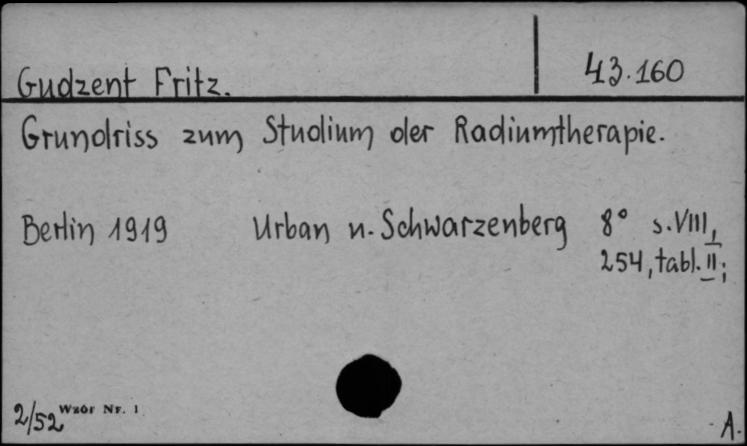 Gudzent Fritz.
43.160
Grundriss zum Studium der Radiumtherapie.
Berlin 1919 Urban u. Schwarzenberg 8° s. VIII,
254, tabl. II;
2/52 Wzór Nr. 1
A.